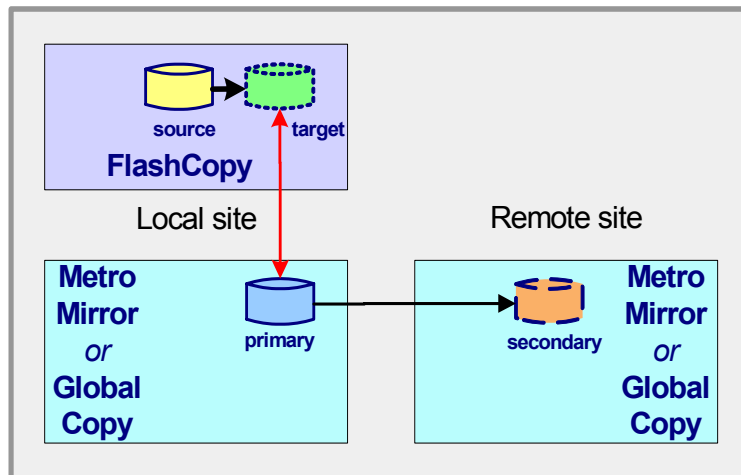 source
target
FlashCopy
Local site
Remote site
Metro
Mirror
or
Global
Copy
primary
secondary
Metro
Mirror
or
Global
Copy